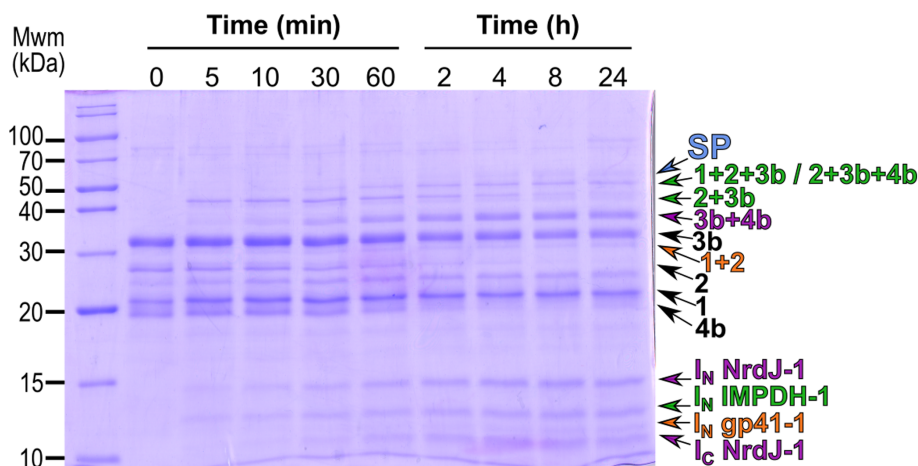 Time (min) Time (h)
Mwm
(kDa)
0 5 10 30 60 2 4 8 24
100
70
50
40
30
20
15
10
SP
1+2+3b / 2+3b+4b
2+3b
3b+4b
3b
1+2
2
1
4b
IN NrdJ-1
IN IMPDH-1
IN gp41-1
IC NrdJ-1